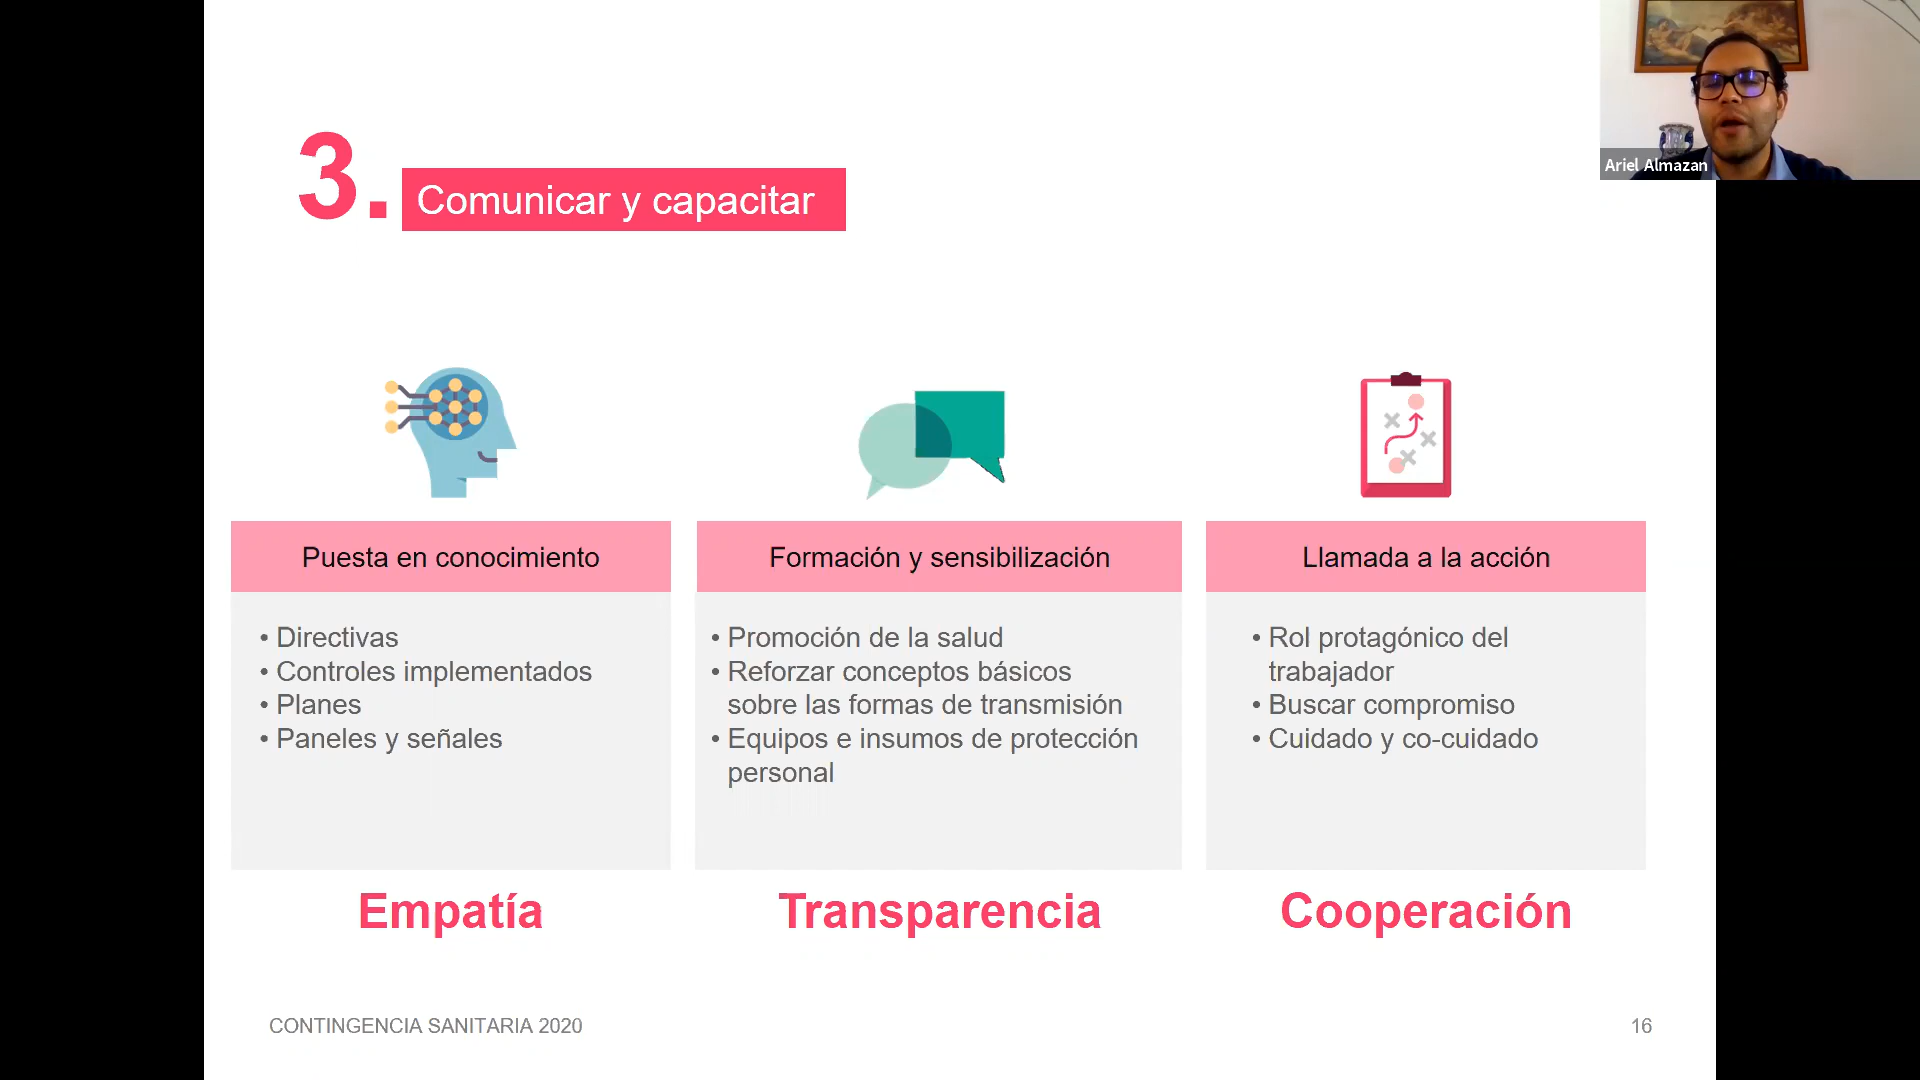 3. Comunicar y capacitar
Ariel Almazan
Puesta en conocimiento
• Directivas
• Controles implementados
• Planes
• Paneles y señales
Empatía
Formación y sensibilización
• Promoción de la salud
• Reforzar conceptos básicos
sobre las formas de transmisión
• Equipos e insumos de protección
personal
Transparencia
Llamada a la acción
• Rol protagónico del
trabajador
• Buscar compromiso
• Cuidado y co-cuidado
Cooperación
CONTINGENCIA SANITARIA 2020
16